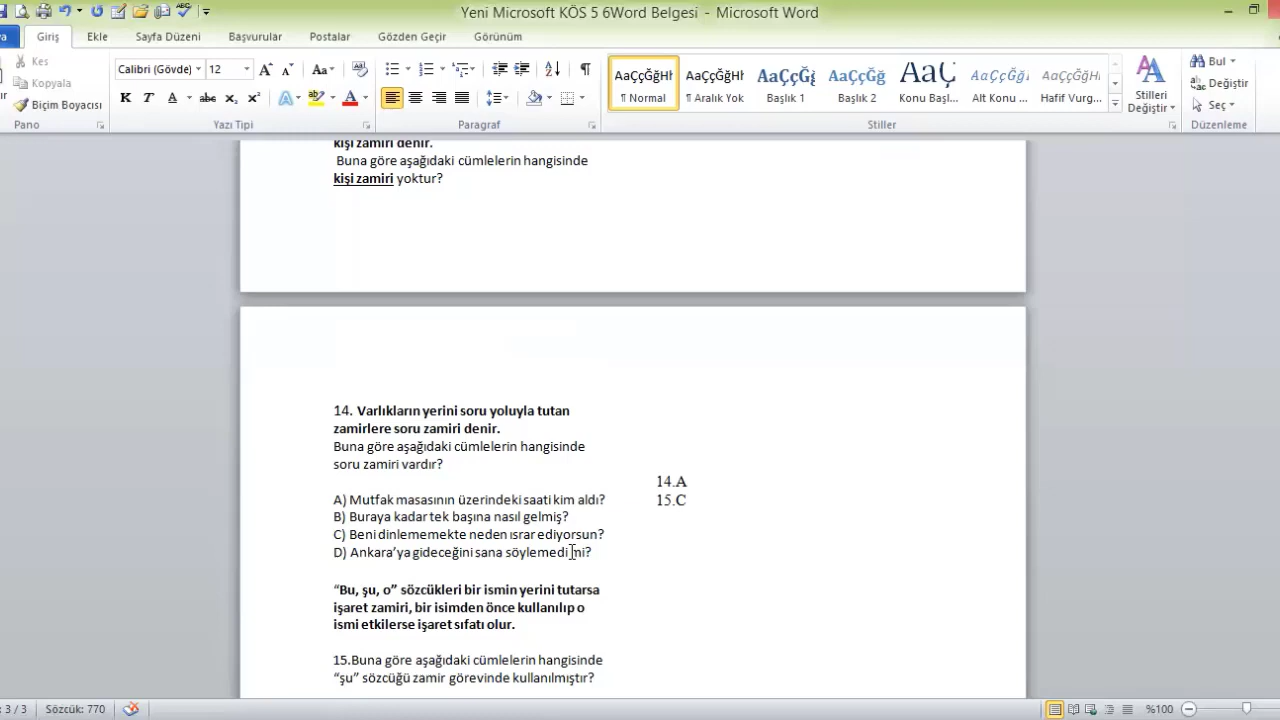 Yeni Microsoft KÖS 5 6Word Belgesi - Microsoft Word
Giriş Ekle Sayfa Düzeni Başvurular Postalar Gözden Geçir Görünüm
Kes
Kopyala
Biçim Boyacısı
Pano
Calibri (Gövde) 12
Yazı Tipi
Paragraf
AaÇçĞğHł AaÇçĞğHł AaÇçĞğ AaÇçĞğ AaÇ AaÇçĞğl AaÇçĞğHı
¶ Normal ¶ Aralık Yok Başlık 1 Başlık 2 Konu Başl... Alt Konu ... Hafif Vurg...
Stiller
Stilleri
Değiştir
Bul
Değiştir
Seç
Düzenleme
kişi zamiri denir.
Buna göre aşağıdaki cümlelerin hangisinde
kişi zamiri yoktur?
14. Varlıkların yerini soru yoluyla tutan
zamirlere soru zamiri denir.
Buna göre aşağıdaki cümlelerin hangisinde
soru zamiri vardır?
A) Mutfak masasının üzerindeki saati kim aldı?
B) Buraya kadar tek başına nasıl gelmiş?
C) Beni dinlememekte neden ısrar ediyorsun?
D) Ankara’ya gideceğini sana söylemedi mi?
“Bu, şu, o” sözcükleri bir ismin yerini tutarsa
işaret zamiri, bir isimden önce kullanılıp o
ismi etkilerse işaret sıfatı olur.
15.Buna göre aşağıdaki cümlelerin hangisinde
“şu” sözcüğü zamir görevinde kullanılmıştır?
14.A
15.C
: 3 / 3 Sözcük: 770 %100